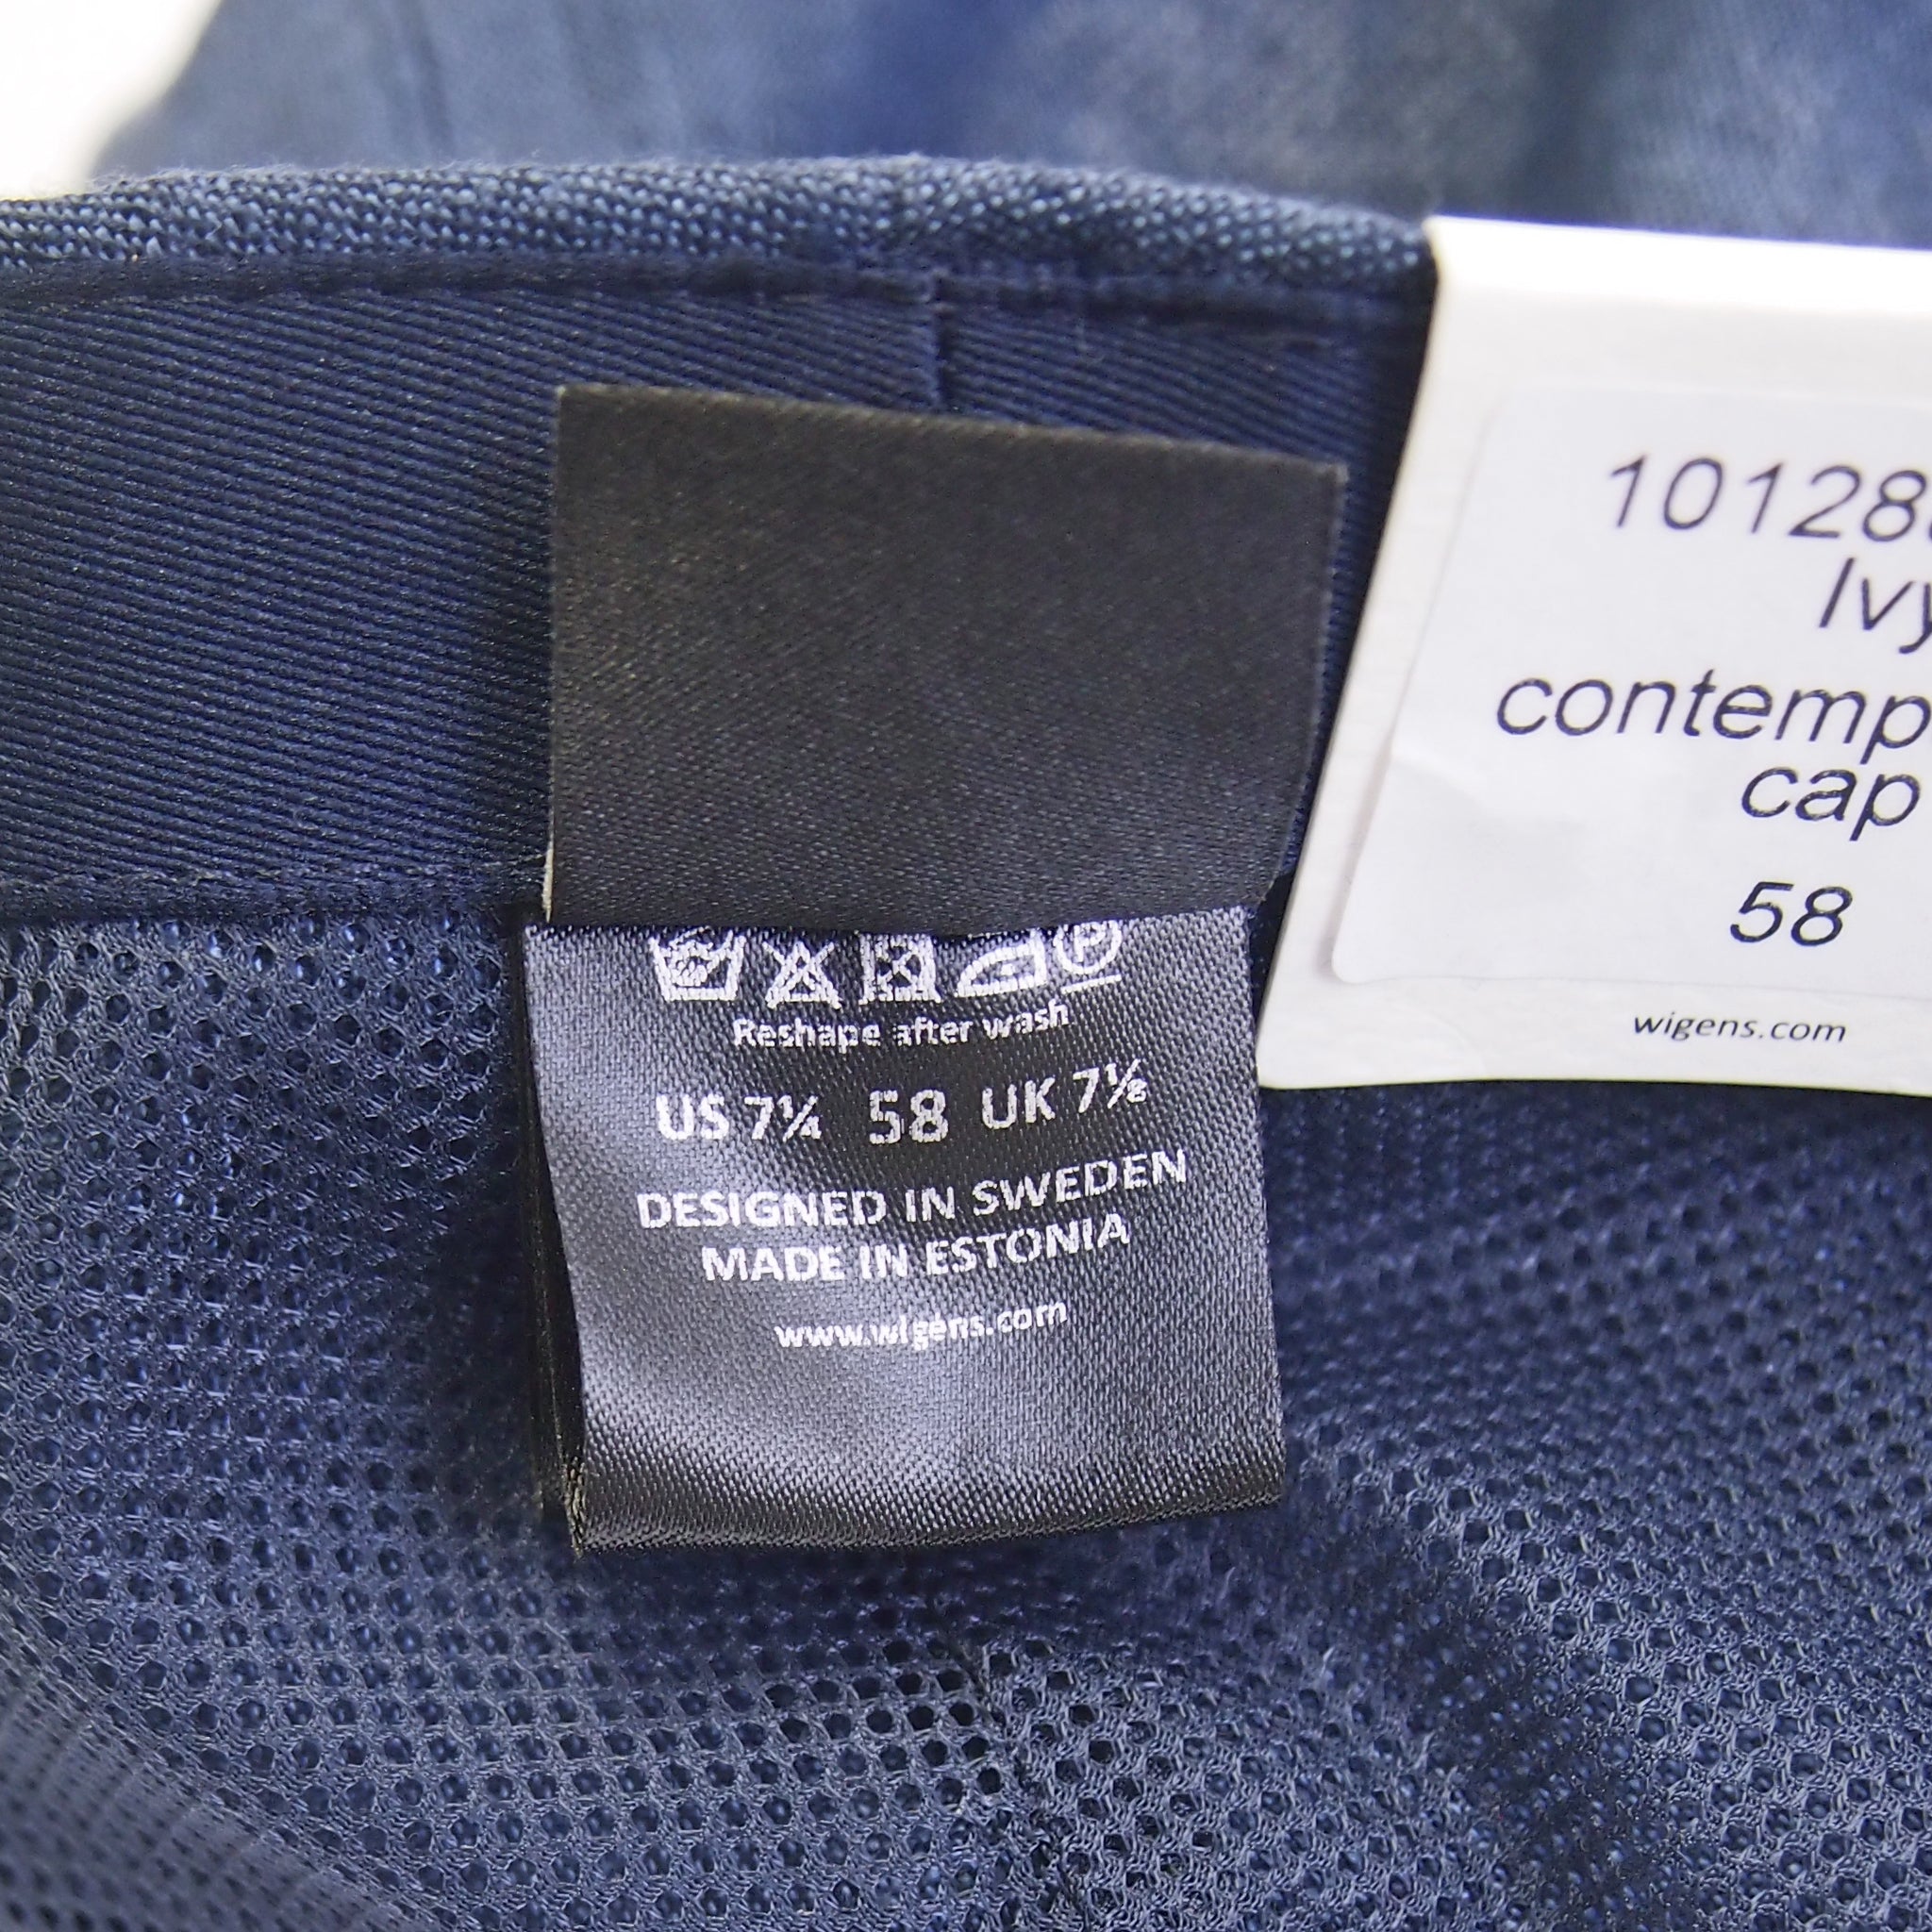 Reshape after wash
US 7¼ 58 UK 7⅛
DESIGNED IN SWEDEN
MADE IN ESTONIA
www.wigens.com
10128
Ivy
contemp
cap
58
wigens.com